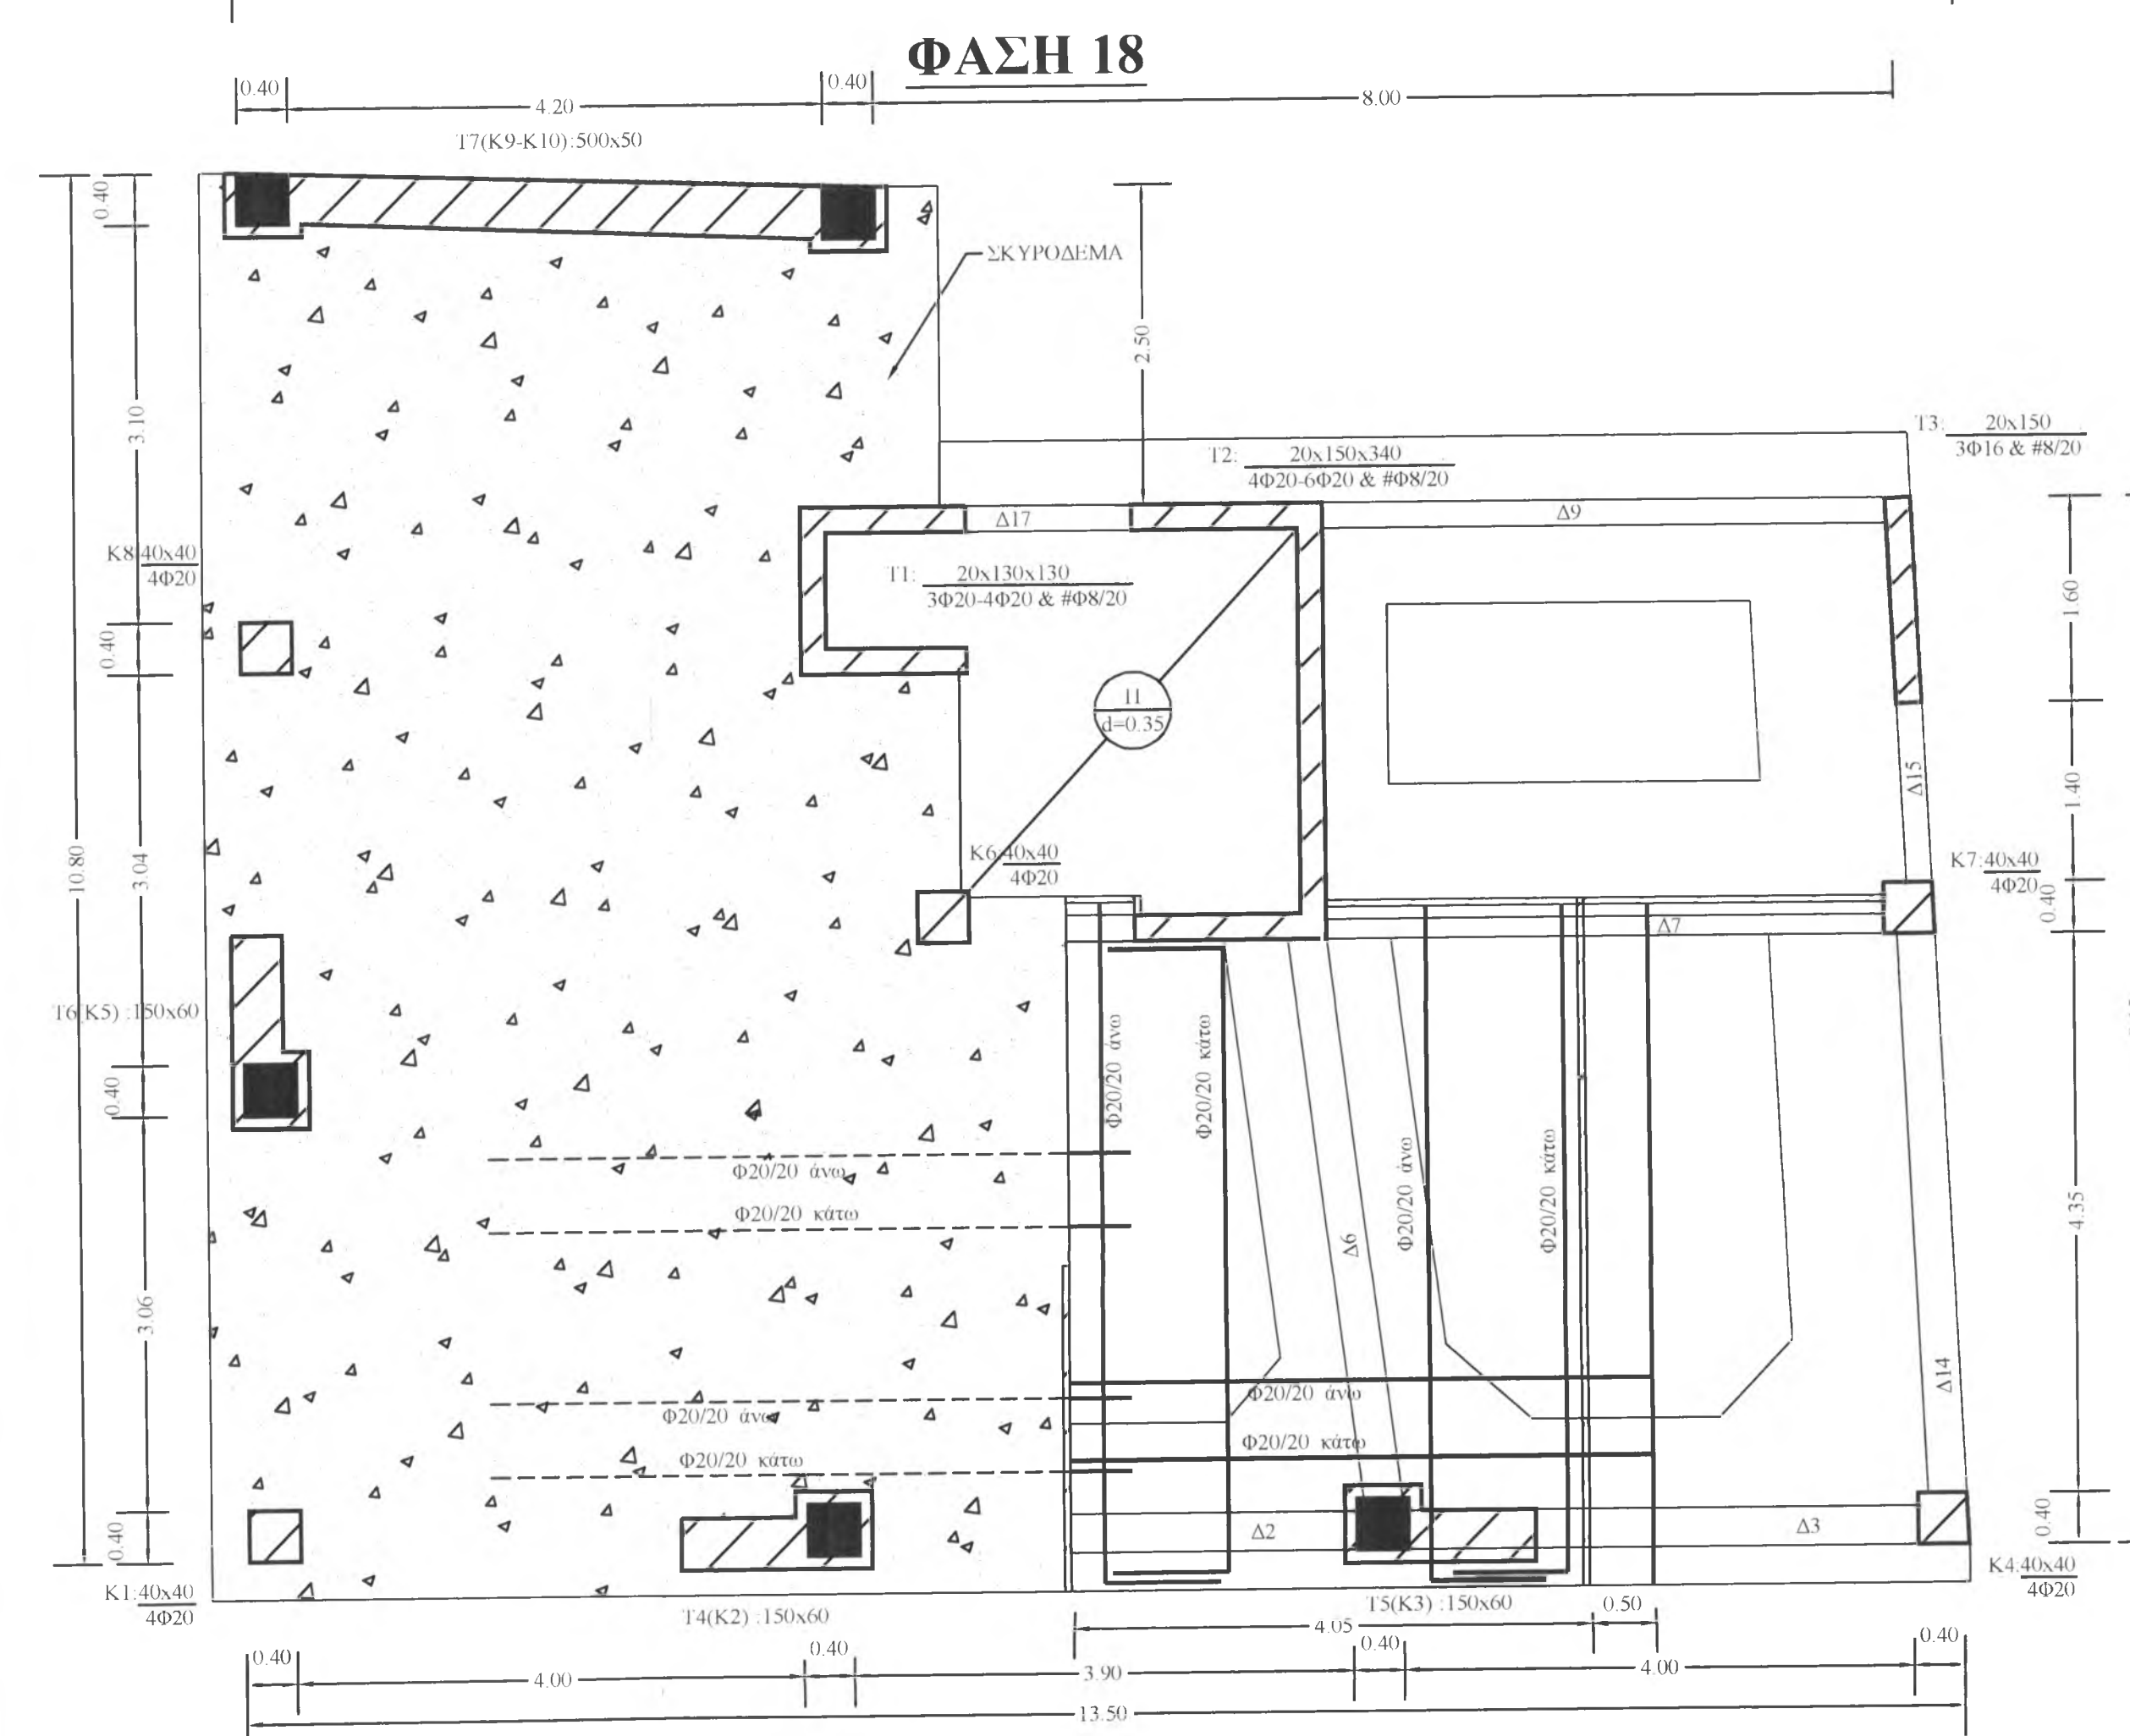 ΦΑΣΗ 18
0.40
4.20
0.40
8.00
T7(K9-K10):500x50
0.40
ΣΚΥΡΟΔΕΜΑ
2.50
3.10
T3: 20x150
3Φ16 & #8/20
T2: 20x150x340
4Φ20-6Φ20 & #Φ8/20
Δ17
Δ9
K8:40x40
4Φ20
T1: 20x130x130
3Φ20-4Φ20 & #Φ8/20
1.60
0.40
Π
d=0.35
Δ15
1.40
10.80
3.04
K6:40x40
4Φ20
K7:40x40
4Φ20
0.40
Δ7
T6(K5) :150x60
Φ20/20 άνω
Φ20/20 κάτω
0.40
Φ20/20 άνω
Φ20/20 κάτω
Φ20/20 άνω
Φ20/20 κάτω
Δ6
4.35
3.06
Δ14
Φ20/20 άνω
Φ20/20 άνω
Φ20/20 κάτω
Φ20/20 κάτω
0.40
Δ2
Δ3
0.40
K1:40x40
4Φ20
K4:40x40
4Φ20
T4(K2) :150x60
T5(K3) :150x60
0.50
4.05
0.40
0.40
0.40
0.40
4.00
3.90
4.00
13.50